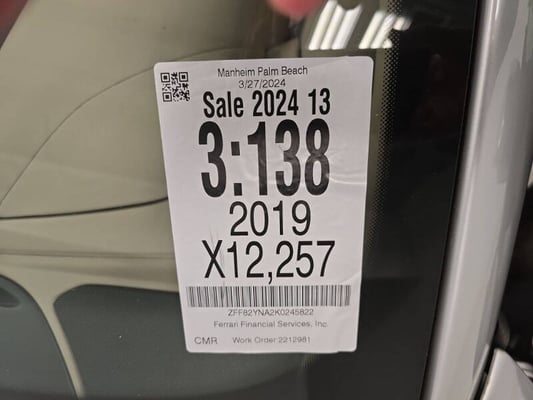 Manheim Palm Beach
3/27/2024
Sale 2024 13
3:138
2019
X12,257
ZFF82YNA2K0245822
Ferrari Financial Services, Inc.
CMR Work Order:2212981